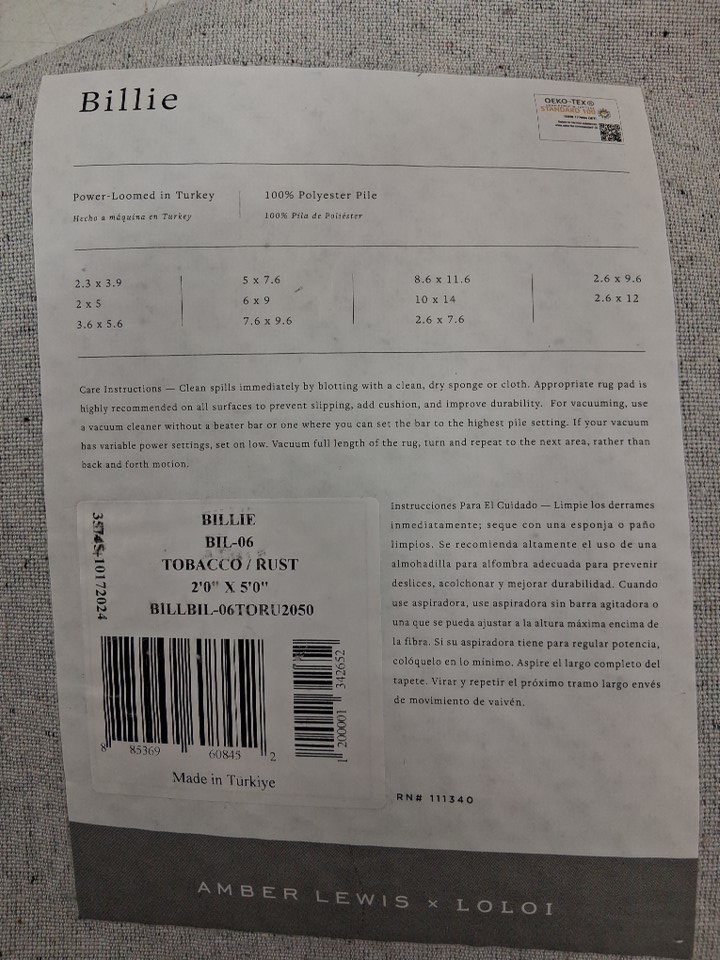 Billie
OEKO-TEX®
STANDARD 100
Power-Loomed in Turkey
Hecho a máquina en Turkey
100% Polyester Pile
100% Pila de Poliéster
2.3 x 3.9
2 x 5
3.6 x 5.6
5 x 7.6
6 x 9
7.6 x 9.6
8.6 x 11.6
10 x 14
2.6 x 7.6
2.6 x 9.6
2.6 x 12
Care Instructions — Clean spills immediately by blotting with a clean, dry sponge or cloth. Appropriate rug pad is
highly recommended on all surfaces to prevent slipping, add cushion, and improve durability. For vacuuming, use
a vacuum cleaner without a beater bar or one where you can set the bar to the highest pile setting. If your vacuum
has variable power settings, set on low. Vacuum full length of the rug, turn and repeat to the next area, rather than
back and forth motion.
35745+10172024
BILLIE
BIL-06
TOBACCO / RUST
2'0" X 5'0"
BILLBIL-06TORU2050
8 85369 60845 2
1 200001 342652
Made in Türkiye
Instrucciones Para El Cuidado — Limpie los derrames
inmediatamente; seque con una esponja o paño
limpios. Se recomienda altamente el uso de una
almohadilla para alfombra adecuada para prevenir
deslices, acolchonar y mejorar durabilidad. Cuando
use aspiradora, use aspiradora sin barra agitadora o
una que se pueda ajustar a la altura máxima encima de
la fibra. Si su aspiradora tiene para regular potencia,
colóquelo en lo mínimo. Aspire el largo completo del
tapete. Virar y repetir el próximo tramo largo envés
de movimiento de vaivén.
RN# 111340
AMBER LEWIS × LOLOI